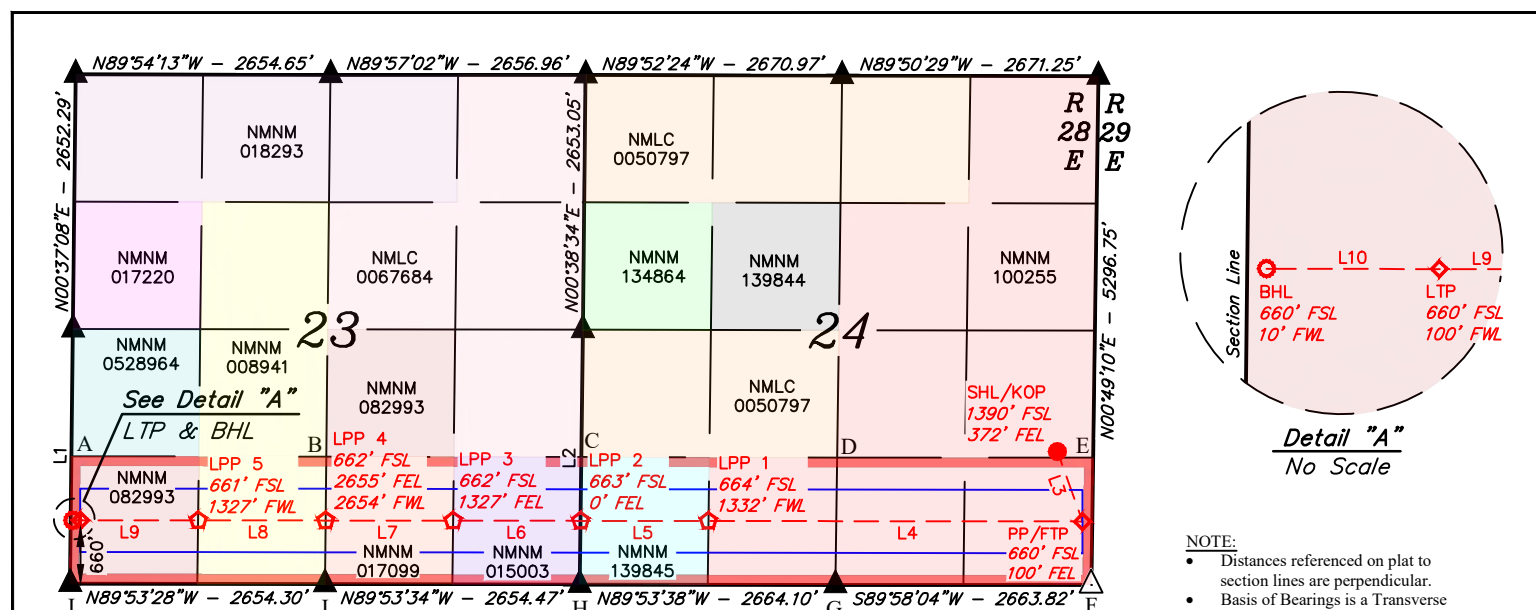 N89°54'13"W - 2654.65'
N89°57'02"W - 2656.96'
N89°52'24"W - 2670.97'
N89°50'29"W - 2671.25'
N00°37'08"E - 2652.29'
N00°38'34"E - 2653.05'
N00°49'10"E - 5296.75'
R R
28 29
E E
NMNM
018293
NMLC
0050797
NMNM
017220
NMLC
0067684
NMNM
134864
NMNM
139844
NMNM
100255
23
24
NMNM
0528964
NMNM
008941
NMNM
082993
NMLC
0050797
See Detail "A"
LTP & BHL
SHL/KOP
1390' FSL
372' FEL
L1
A
B
L2
C
D
E
NMNM
082993
LPP 5
661' FSL
1327' FWL
LPP 4
662' FSL
2655' FEL
2654' FWL
LPP 3
662' FSL
1327' FEL
LPP 2
663' FSL
0' FEL
LPP 1
664' FSL
1332' FWL
L3
L9
L8
L7
L6
L5
L4
PP/FTP
660' FSL
100' FEL
660'
NMNM
017099
NMNM
015003
NMNM
139845
N89°53'28"W - 2654.30'
N89°53'34"W - 2654.47'
H
N89°53'38"W - 2664.10'
G
S89°58'04"W - 2663.82'
F
Section Line
L10
L9
BHL
660' FSL
10' FWL
LTP
660' FSL
100' FWL
Detail "A"
No Scale
NOTE:
• Distances referenced on plat to
section lines are perpendicular.
• Basis of Bearings is a Transverse